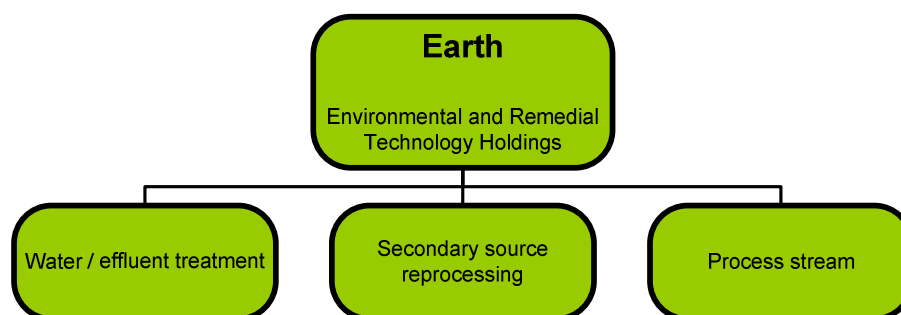 Earth
Environmental and Remedial
Technology Holdings
Water / effluent treatment
Secondary source
reprocessing
Process stream